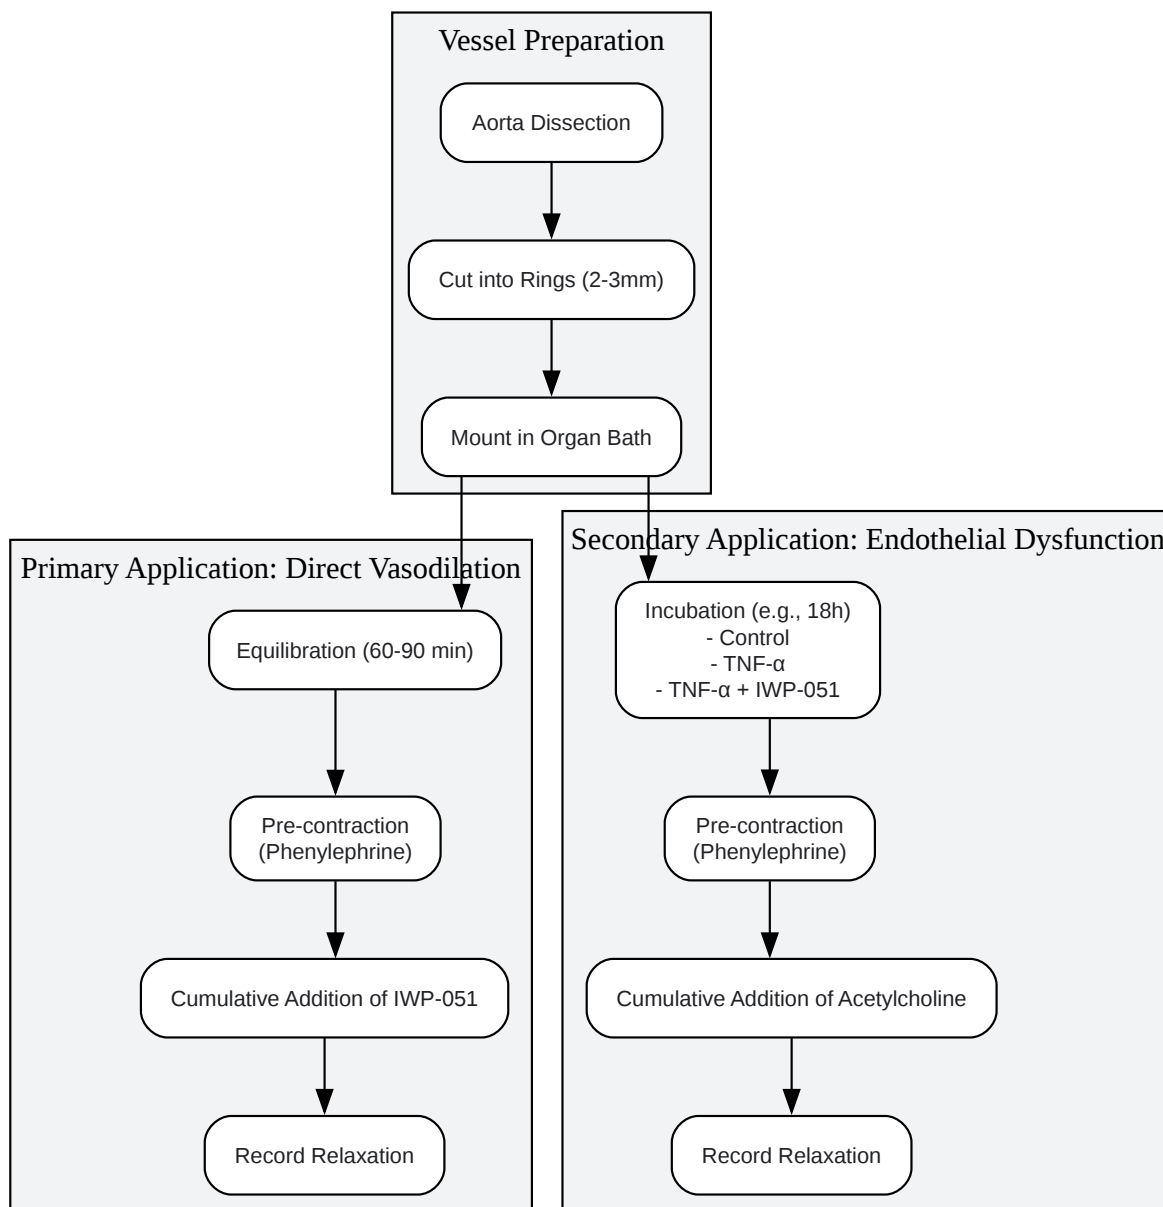 Vessel Preparation
Aorta Dissection
Cut into Rings (2-3mm)
Mount in Organ Bath
Primary Application: Direct Vasodilation
Equilibration (60-90 min)
Pre-contraction
(Phenylephrine)
Cumulative Addition of IWP-051
Record Relaxation
Secondary Application: Endothelial Dysfunction
Incubation (e.g., 18h)
- Control
- TNF-α
- TNF-α + IWP-051
Pre-contraction
(Phenylephrine)
Cumulative Addition of Acetylcholine
Record Relaxation